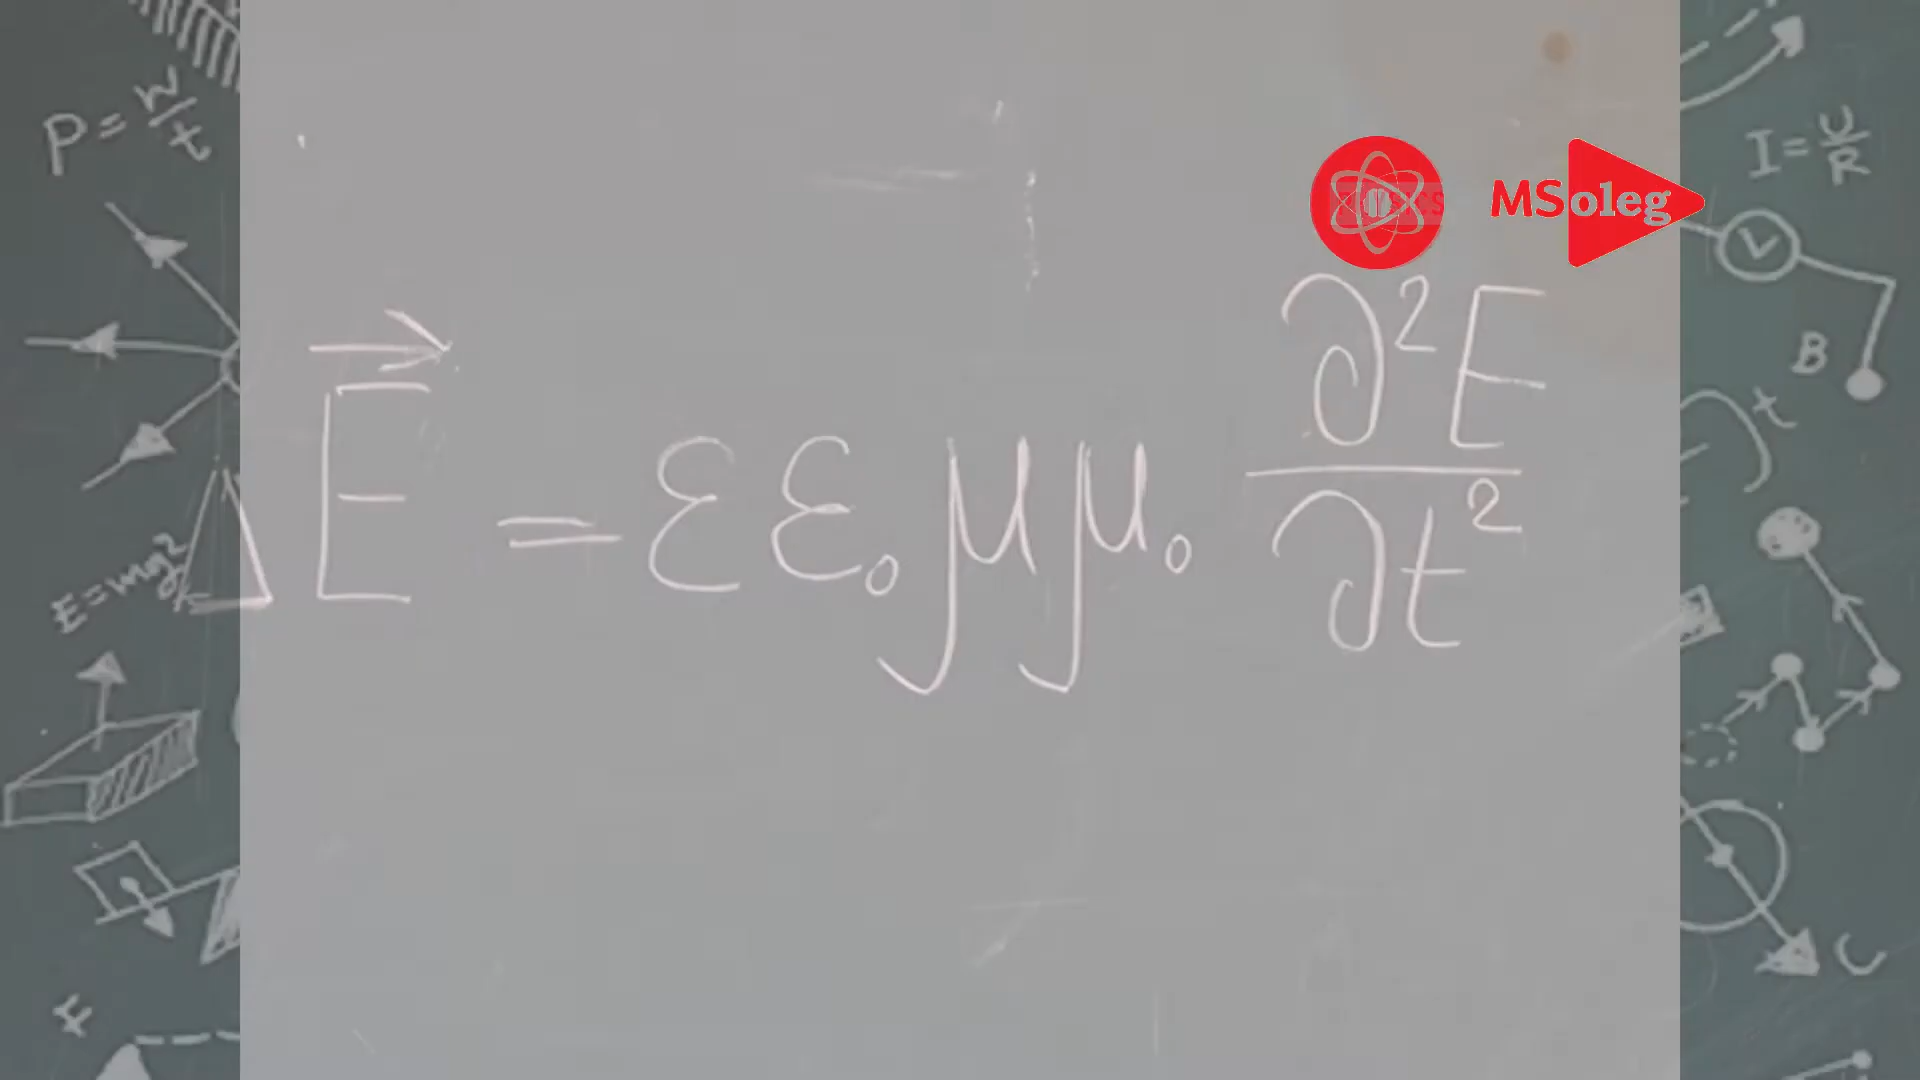 P = N/t
I = U/R
MSoleg
V
B
t
ΔE⃗ = εε₀μμ₀ ∂²E/∂t²
C